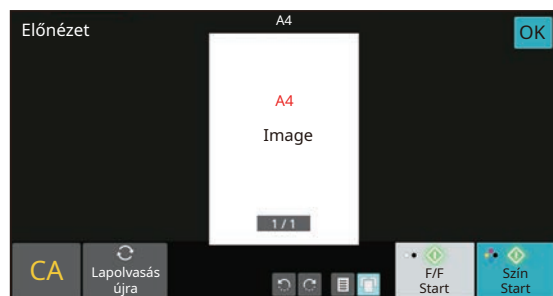 Előnézet
A4
OK
A4
Image
1 / 1
CA
Lapolvasás
újra
F/F
Start
Szín
Start